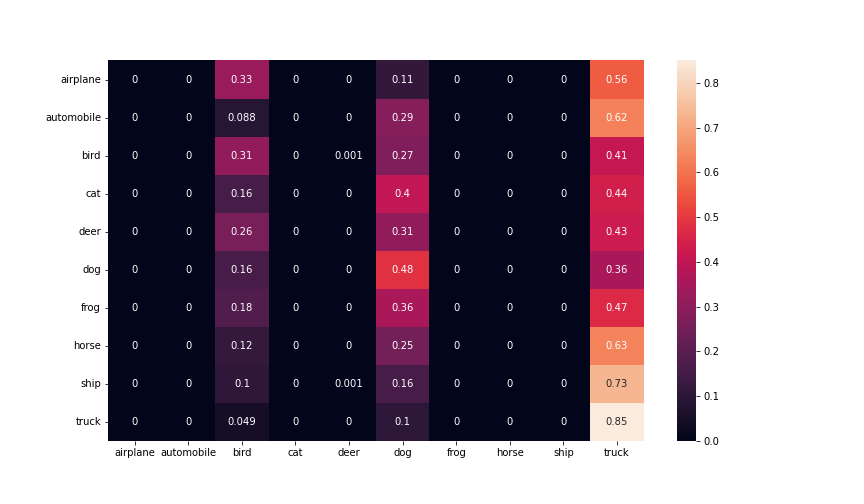 airplane 0 0 0.33 0 0 0.11 0 0 0 0.56
automobile 0 0 0.088 0 0 0.29 0 0 0 0.62
bird 0 0 0.31 0 0.001 0.27 0 0 0 0.41
cat 0 0 0.16 0 0 0.4 0 0 0 0.44
deer 0 0 0.26 0 0 0.31 0 0 0 0.43
dog 0 0 0.16 0 0 0.48 0 0 0 0.36
frog 0 0 0.18 0 0 0.36 0 0 0 0.47
horse 0 0 0.12 0 0 0.25 0 0 0 0.63
ship 0 0 0.1 0 0.001 0.16 0 0 0 0.73
truck 0 0 0.049 0 0 0.1 0 0 0 0.85
airplane automobile bird cat deer dog frog horse ship truck
0.8
0.7
0.6
0.5
0.4
0.3
0.2
0.1
0.0